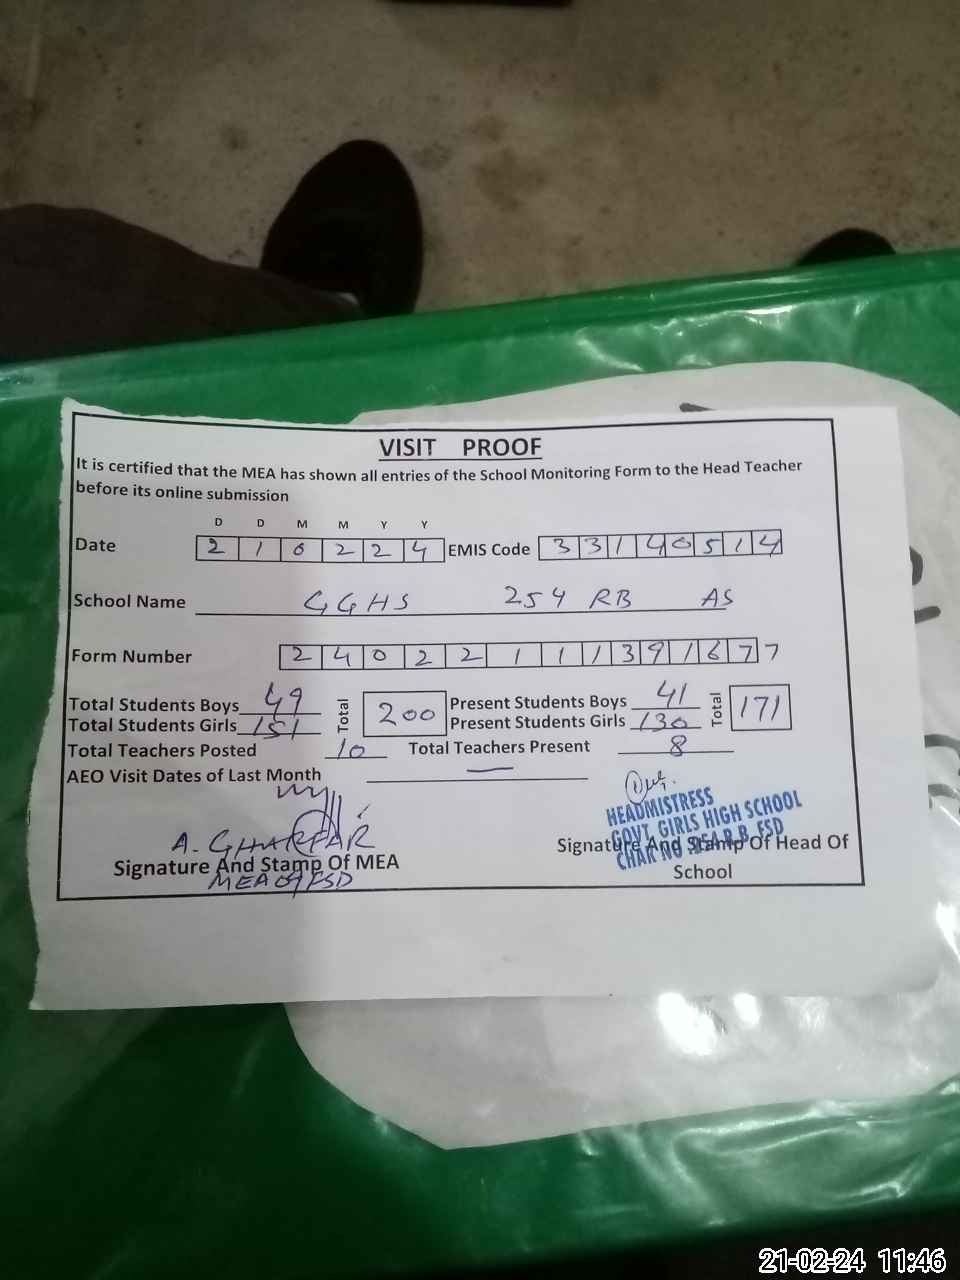 VISIT PROOF
It is certified that the MEA has shown all entries of the School Monitoring Form to the Head Teacher
before its online submission
D D M M Y Y
Date 2 1 0 2 2 4 EMIS Code 3 3 1 4 0 5 1 4
School Name GGHS 254 RB AS
Form Number 2 4 0 2 2 1 1 1 3 9 1 6 7 7
Total Students Boys 49 Total 200 Present Students Boys 41 Total 171
Total Students Girls 151 Present Students Girls 130
Total Teachers Posted 10 Total Teachers Present 8
AEO Visit Dates of Last Month —
A. GHAFFAR
Signature And Stamp Of MEA
MEA 09 FSD
HEADMISTRESS
GOVT. GIRLS HIGH SCHOOL
CHAK NO 254 R.B. FSD
Signature And Stamp Of Head Of
School
21-02-24 11:46